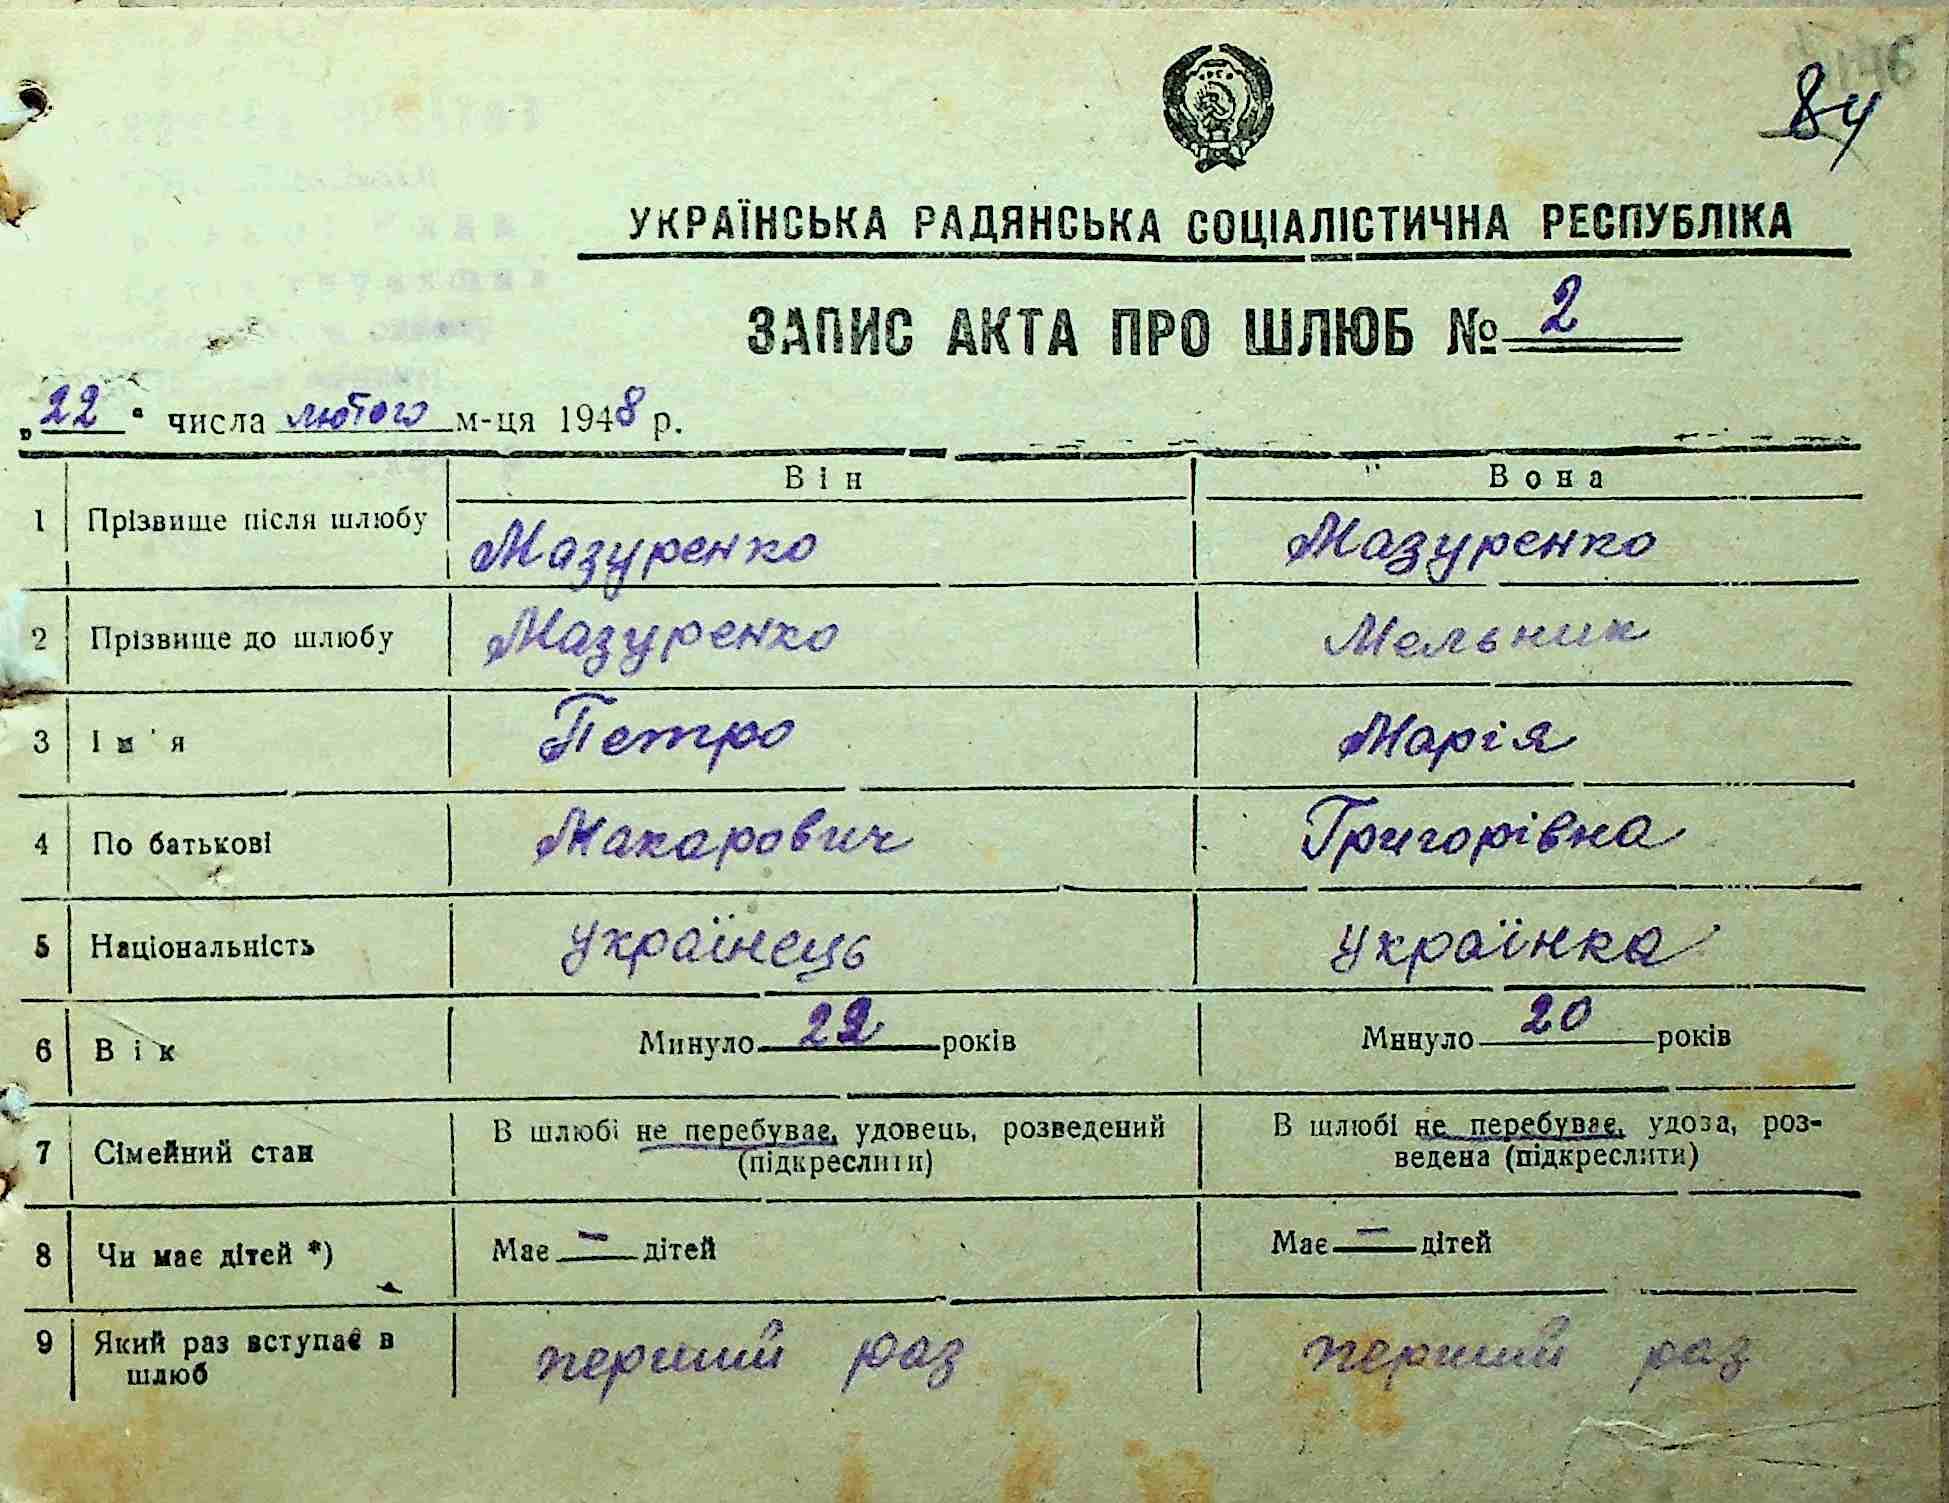 84
УКРАЇНСЬКА РАДЯНСЬКА СОЦІАЛІСТИЧНА РЕСПУБЛІКА
ЗАПИС АКТА ПРО ШЛЮБ № 2
„22“ числа лютого м-ця 1948 р.
Він Вона
1 Прізвище після шлюбу Мазуренко Мазуренко
2 Прізвище до шлюбу Мазуренко Мельник
3 Ім'я Петро Марія
4 По батькові Макарович Григорівна
5 Національність українець українка
6 Вік Минуло 22 років Минуло 20 років
7 Сімейний стан В шлюбі не перебуває, удовець, розведений (підкреслити) В шлюбі не перебуває, удова, роз-
ведена (підкреслити)
8 Чи має дітей *) Має — дітей Має — дітей
9 Який раз вступає в шлюб перший раз перший раз